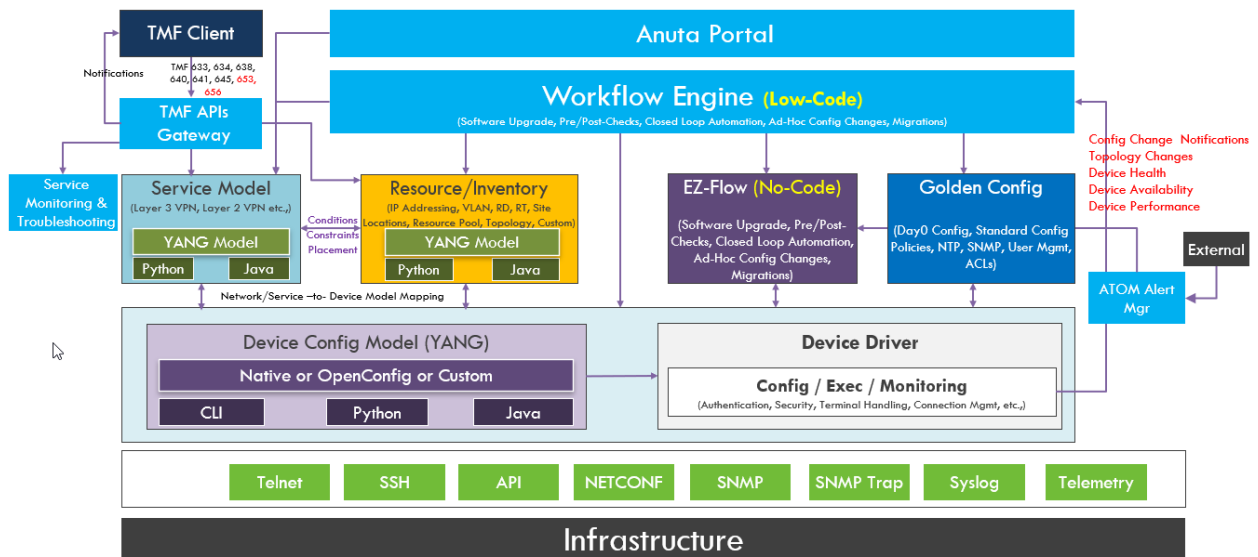 TMF Client
Anuta Portal
Notifications
TMF 633, 634, 638,
640, 641, 645, 653,
656
TMF APIs
Gateway
Workflow Engine (Low-Code)
(Software Upgrade, Pre/Post-Checks, Closed Loop Automation, Ad-Hoc Config Changes, Migrations)
Config Change Notifications
Topology Changes
Device Health
Device Availability
Device Performance
Service
Monitoring &
Troubleshooting
Service Model
(Layer 3 VPN, Layer 2 VPN etc.,)
YANG Model
Python
Java
Conditions
Constraints
Placement
Resource/Inventory
(IP Addressing, VLAN, RD, RT, Site
Locations, Resource Pool, Topology, Custom)
YANG Model
Python
Java
EZ-Flow (No-Code)
(Software Upgrade, Pre/Post-
Checks, Closed Loop Automation,
Ad-Hoc Config Changes,
Migrations)
Golden Config
(Day0 Config, Standard Config
Policies, NTP, SNMP, User Mgmt,
ACLs)
External
ATOM Alert
Mgr
Network/Service –to- Device Model Mapping
Device Config Model (YANG)
Native or OpenConfig or Custom
CLI
Python
Java
Device Driver
Config / Exec / Monitoring
(Authentication, Security, Terminal Handling, Connection Mgmt, etc.,)
Telnet
SSH
API
NETCONF
SNMP
SNMP Trap
Syslog
Telemetry
Infrastructure